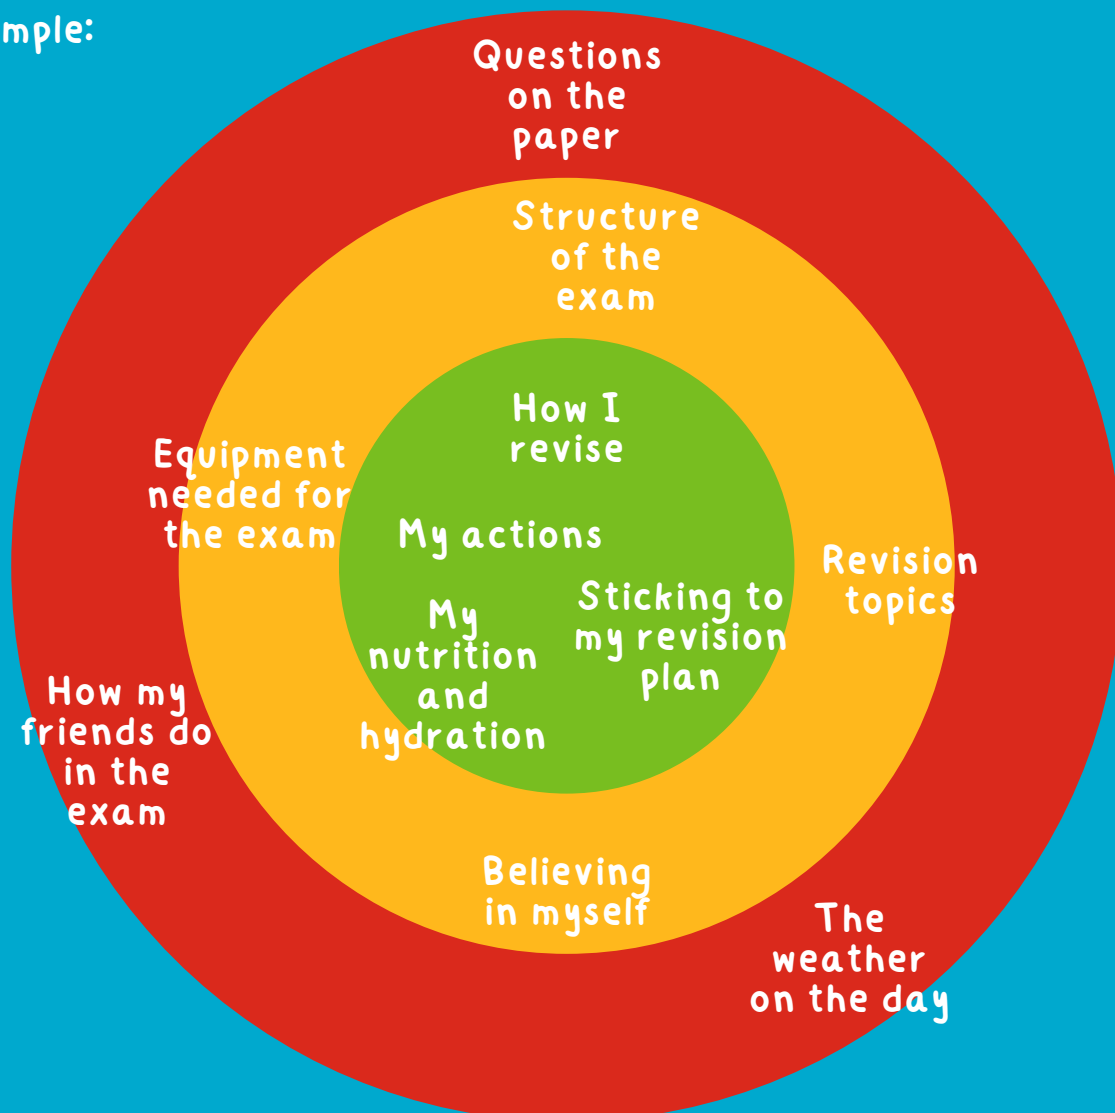 mple:
Questions
on the
paper
Structure
of the
exam
How I
revise
Equipment
needed for
the exam
My actions
Revision
topics
Sticking to
my revision
plan
My
nutrition
and
hydration
How my
friends do
in the
exam
Believing
in myself
The
weather
on the day